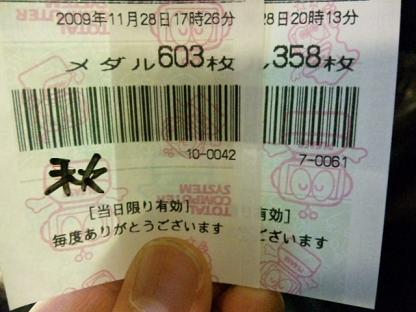 2009年11月28日17時26分
メダル603枚
10-0042
秋
[当日限り有効]
毎度ありがとうございます
28日20時13分
358枚
7-0061
有効]
ございます
TOTAL
COMPUTER
SYSTEM